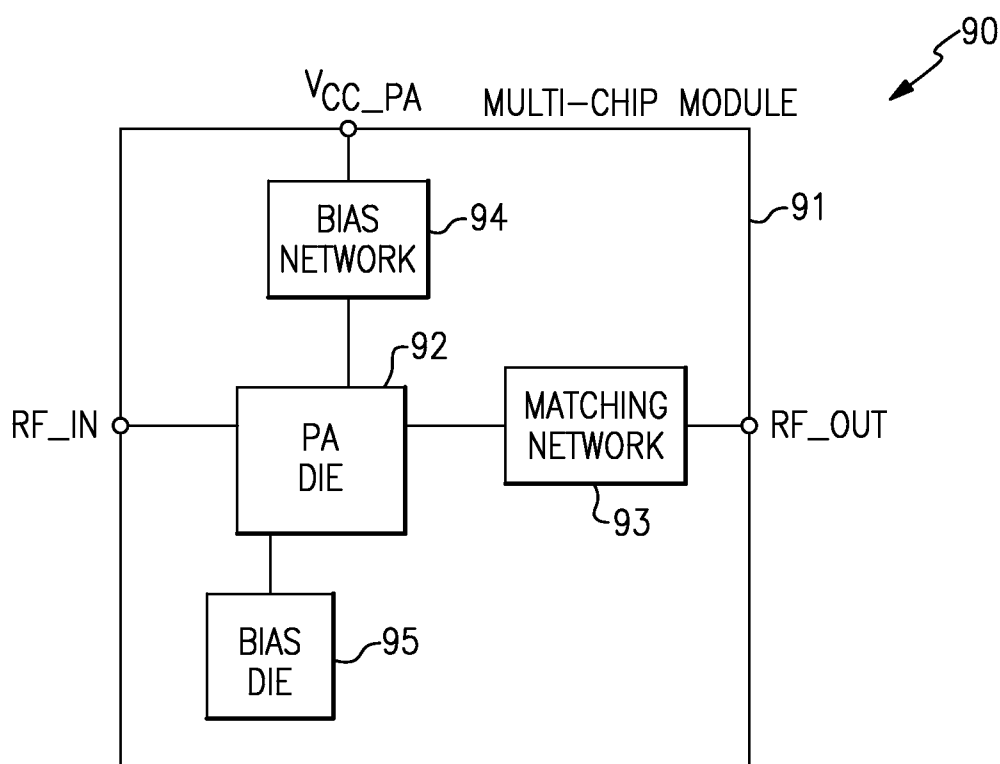 90
VCC_PA
MULTI-CHIP MODULE
91
BIAS
NETWORK
94
92
RF_IN
PA
DIE
MATCHING
NETWORK
RF_OUT
93
BIAS
DIE
95